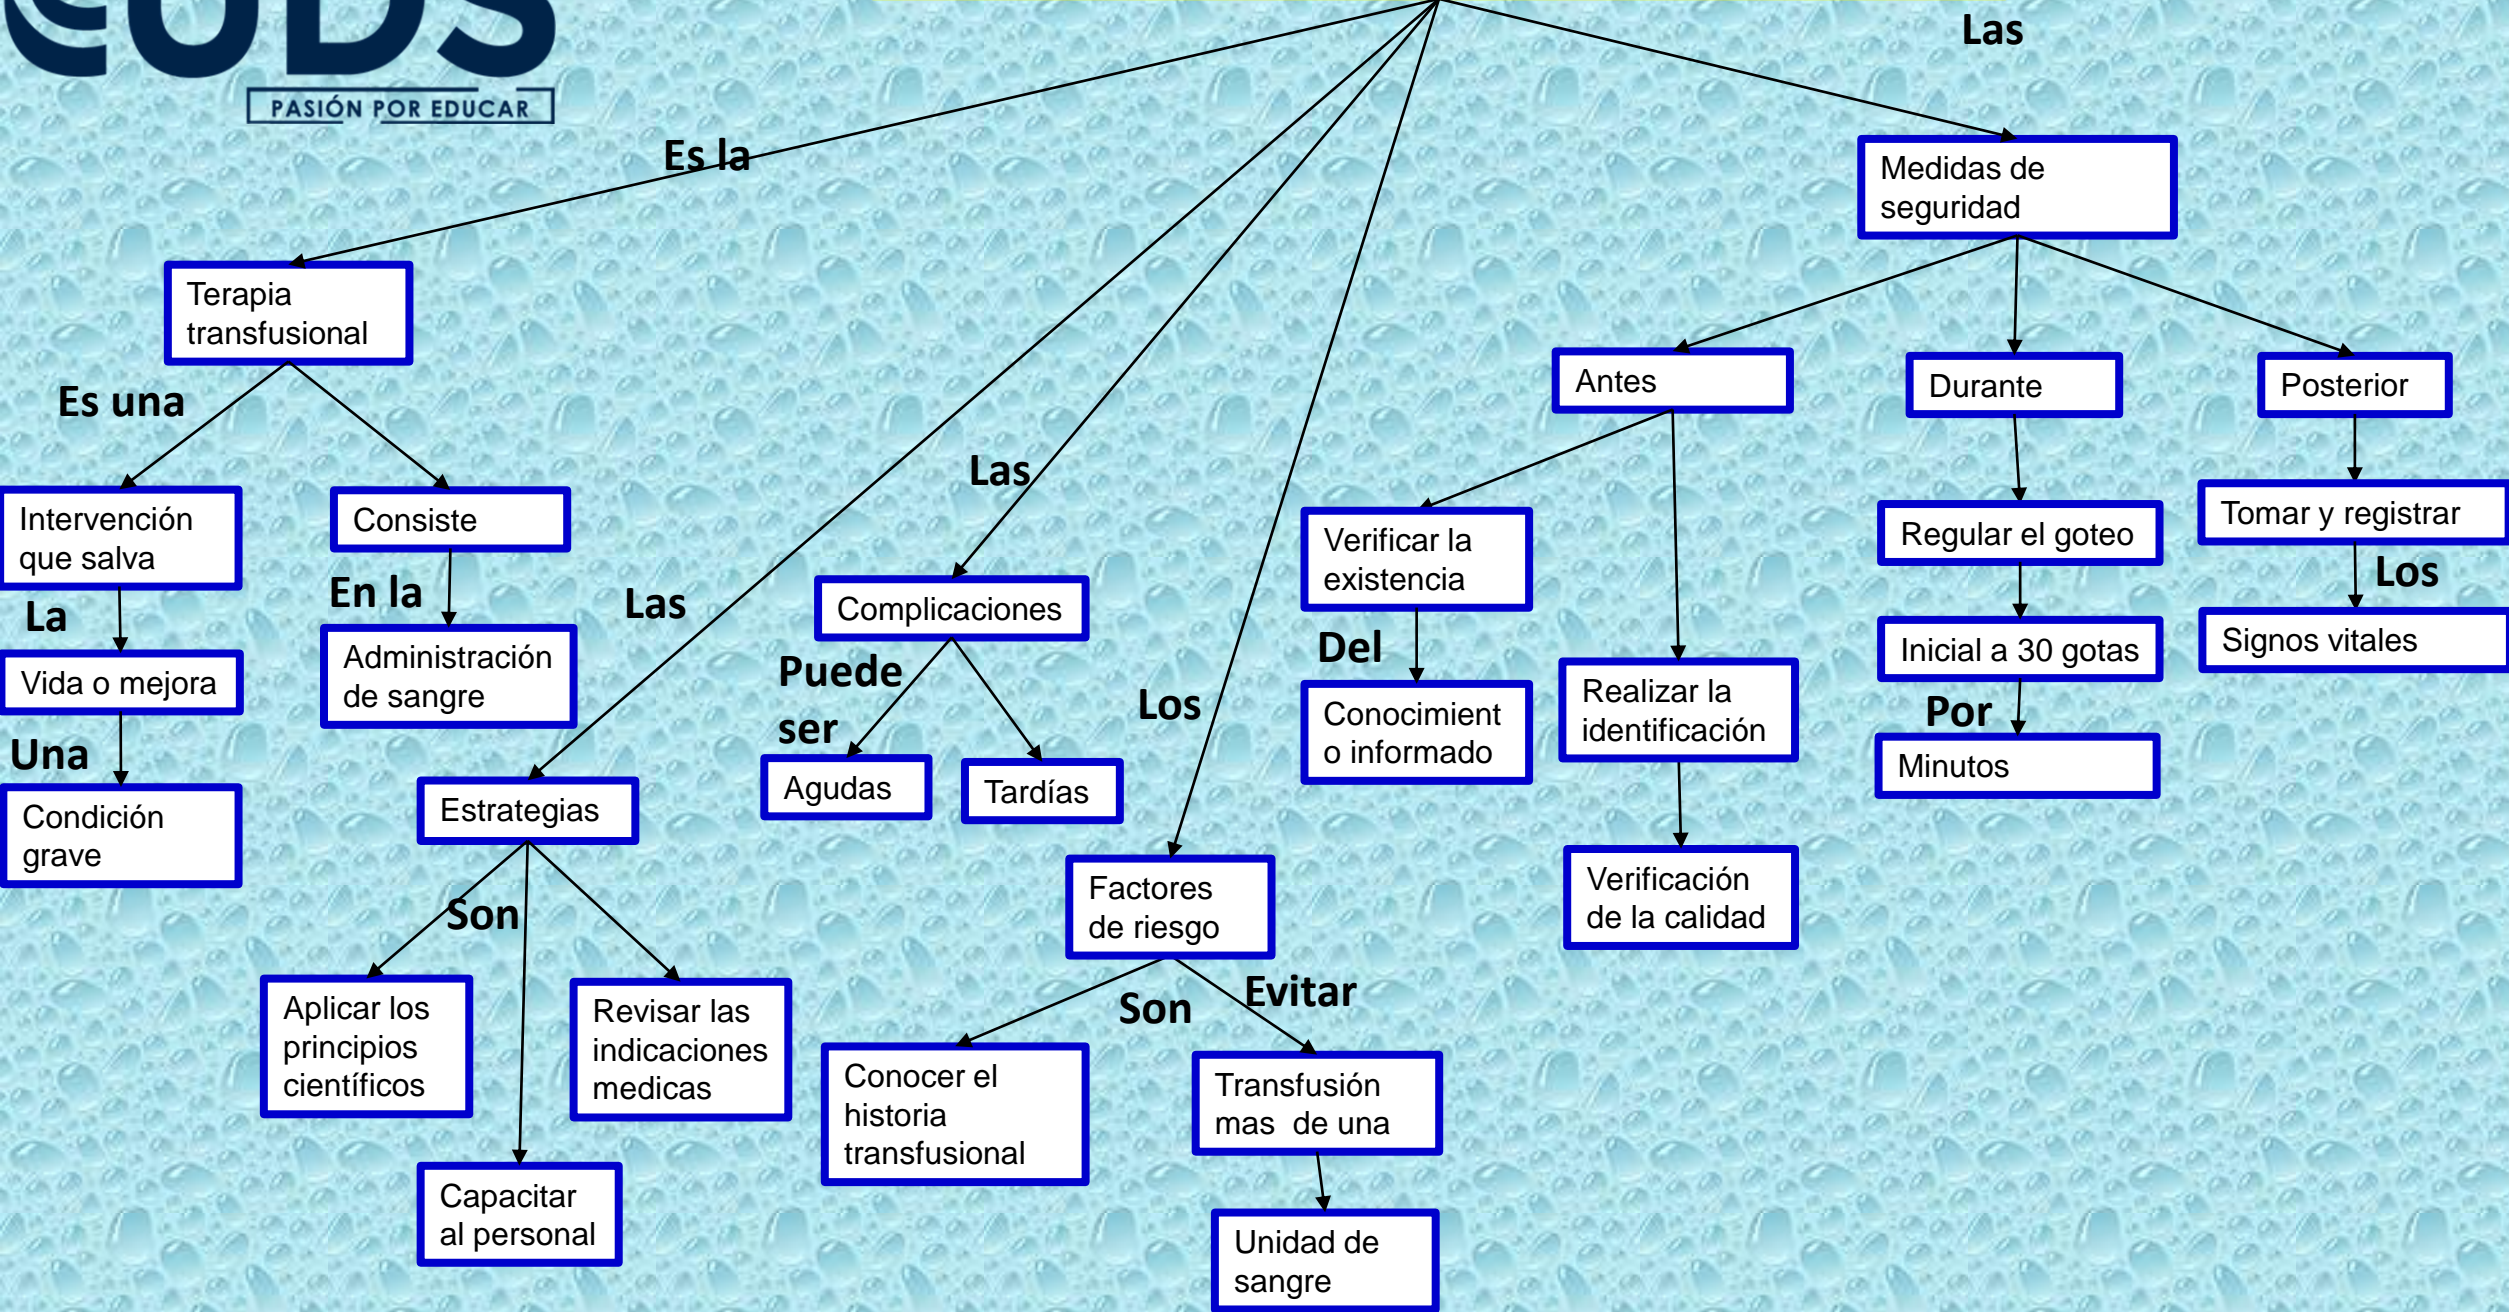 PASIÓN POR EDUCAR
Las
Es la
Medidas de
seguridad
Terapia
transfusional
Es una
Antes
Durante
Posterior
Las
Intervención
que salva
Consiste
Verificar la
existencia
Regular el goteo
Tomar y registrar
La
En la
Las
Complicaciones
Del
Los
Vida o mejora
Administración
de sangre
Puede
ser
Los
Conocimient
o informado
Realizar la
identificación
Inicial a 30 gotas
Signos vitales
Por
Una
Agudas
Tardías
Minutos
Condición
grave
Estrategias
Factores
de riesgo
Verificación
de la calidad
Son
Aplicar los
principios
científicos
Revisar las
indicaciones
medicas
Son
Evitar
Conocer el
historia
transfusional
Transfusión
mas  de una
Capacitar
al personal
Unidad de
sangre